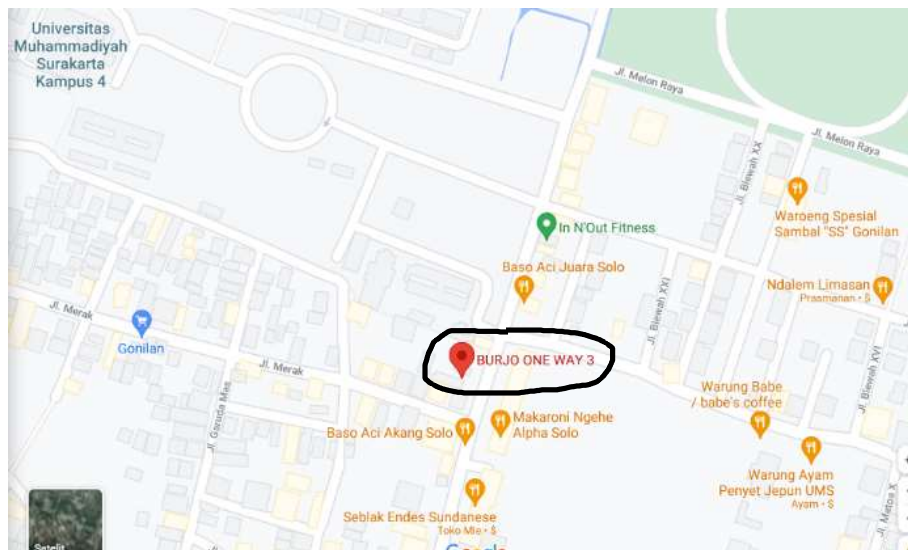 Universitas
Muhammadiyah
Surakarta
Kampus 4
Jl. Melon Raya
Jl. Melon Raya
Jl. Blewah XX
Waroeng Spesial
Sambal "SS" Gonilan
In N'Out Fitness
Baso Aci Juara Solo
Ndalem Limasan
Prasmanan • $
Jl. Blewah XXI
Jl. Merak
Gonilan
Jl. Merak
BURJO ONE WAY 3
Jl. Blewah XVI
Jl. Garuda Mas
Warung Babe
/ babe's coffee
Makaroni Ngehe
Alpha Solo
Baso Aci Akang Solo
Warung Ayam
Penyet Jepun UMS
Ayam • $
Seblak Endes Sundanese
Toko Mie • $
Satelit
Google